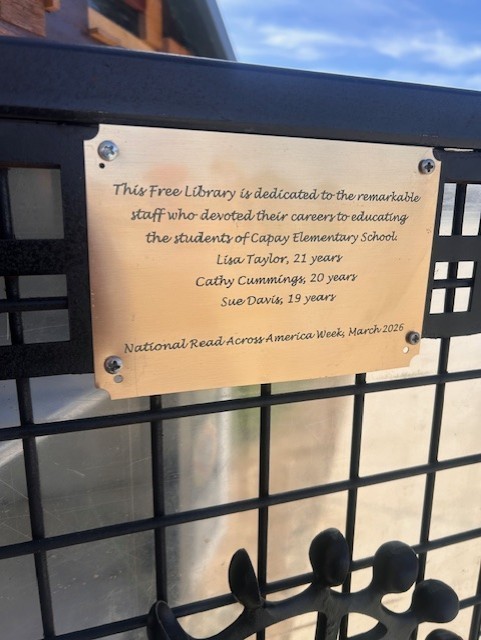 This Free Library is dedicated to the remarkable
staff who devoted their careers to educating
the students of Capay Elementary School.
Lisa Taylor, 21 years
Cathy Cummings, 20 years
Sue Davis, 19 years
National Read Across America Week, March 2026